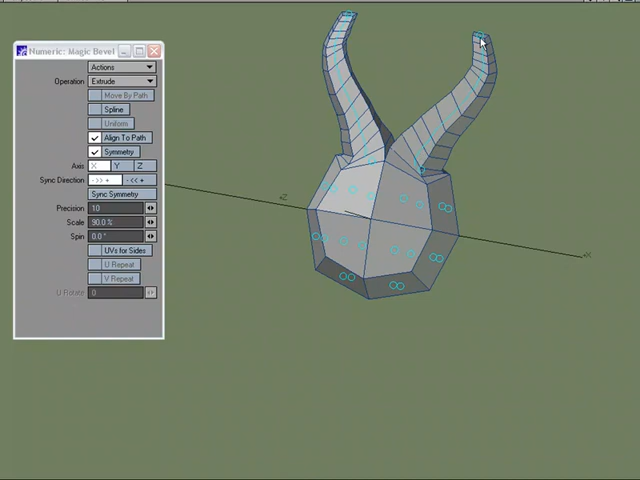 Numeric: Magic Bevel
Actions
Operation Extrude
Move By Path
Spline
Uniform
Align To Path
Symmetry
Axis X Y Z
Sync Direction ->> + -<< +
Sync Symmetry
Precision 10
Scale 90.0 %
Spin 0.0 °
UVs for Sides
U Repeat
V Repeat
U Rotate 0
-Z
+X